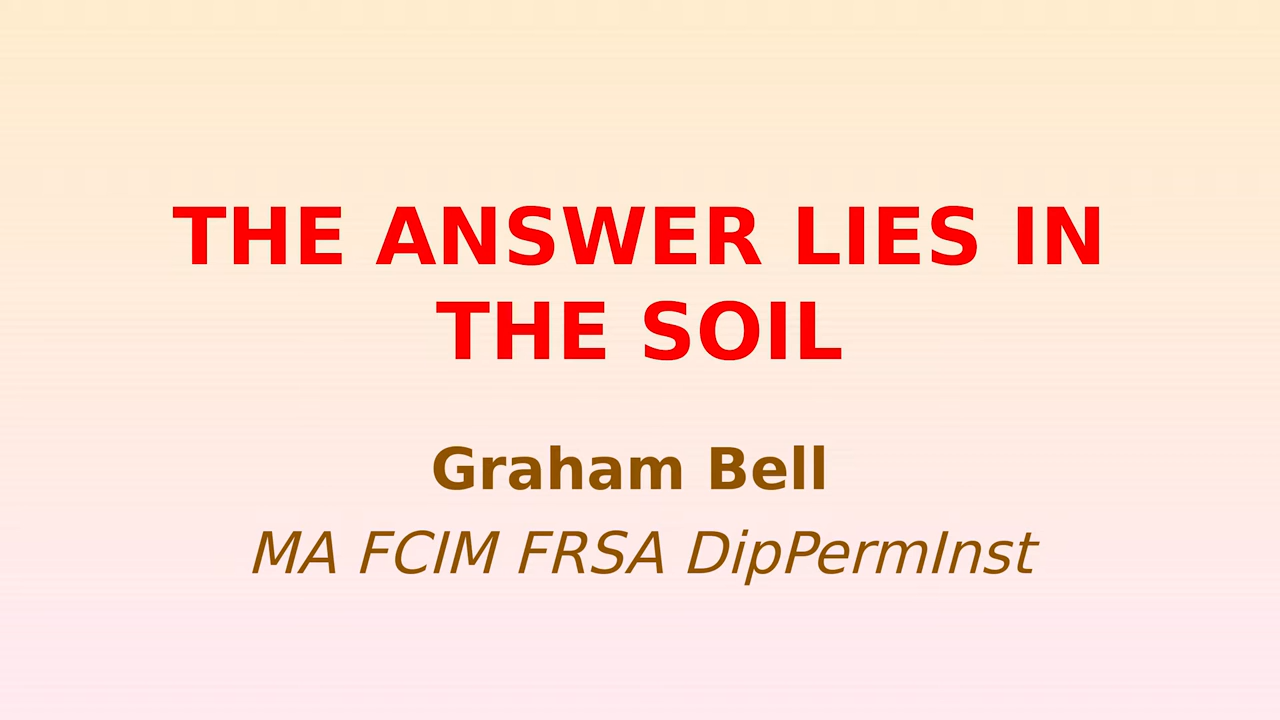 THE ANSWER LIES IN
THE SOIL
Graham Bell
MA FCIM FRSA DipPermInst